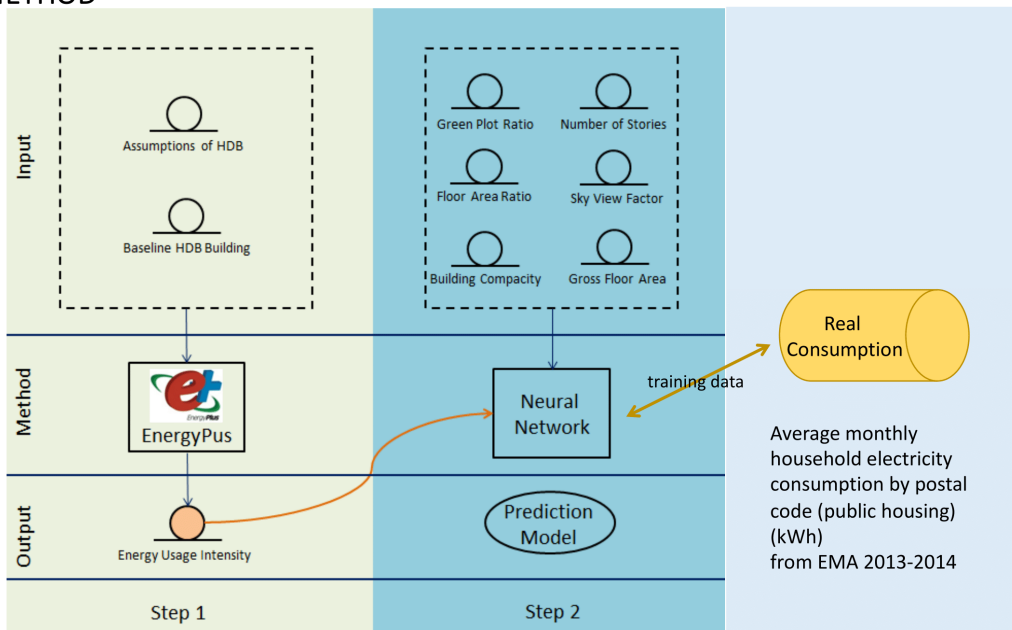 METHOD
Input
Assumptions of HDB
Baseline HDB Building
Green Plot Ratio
Number of Stories
Floor Area Ratio
Sky View Factor
Building Compacity
Gross Floor Area
Method
et
EnergyPlus
EnergyPus
Neural
Network
training data
Real
Consumption
Average monthly
household electricity
consumption by postal
code (public housing)
(kWh)
from EMA 2013-2014
Output
Energy Usage Intensity
Prediction
Model
Step 1
Step 2